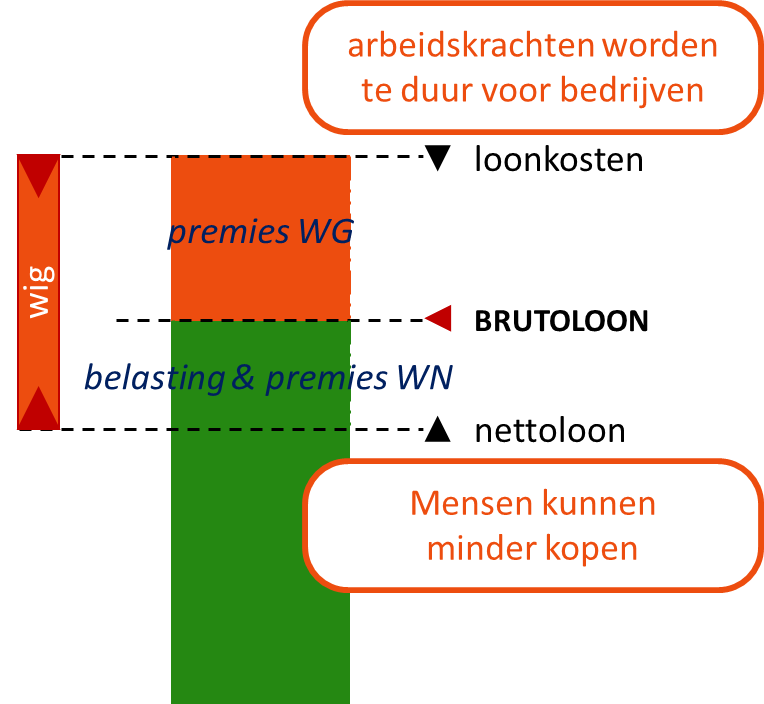 arbeidskrachten worden
te duur voor bedrijven
loonkosten
premies WG
wig
BRUTOLOON
belasting & premies WN
nettoloon
Mensen kunnen
minder kopen